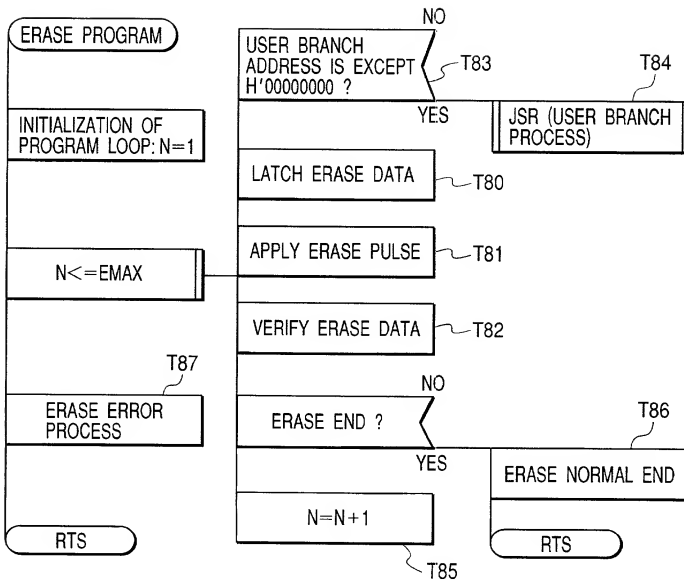 ERASE PROGRAM
INITIALIZATION OF
PROGRAM LOOP: N=1
N<=EMAX
T87
ERASE ERROR
PROCESS
RTS
NO
USER BRANCH
ADDRESS IS EXCEPT
H'00000000 ?
T83
YES
T84
JSR (USER BRANCH
PROCESS)
LATCH ERASE DATA
T80
APPLY ERASE PULSE
T81
VERIFY ERASE DATA
T82
NO
ERASE END ?
YES
T86
ERASE NORMAL END
RTS
N=N+1
T85